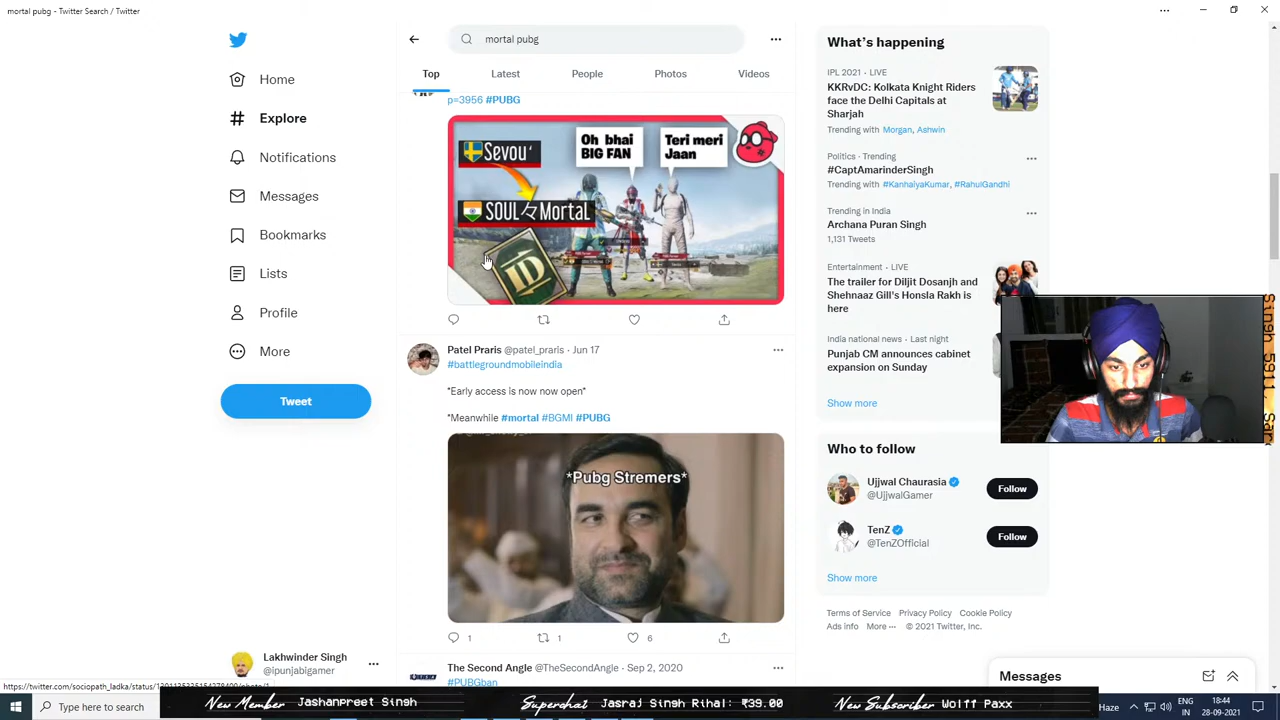 mortal pubg - Twitter Search / Twitter
mortal pubg
Home
Explore
Notifications
Messages
Bookmarks
Lists
Profile
More
Tweet
Lakhwinder Singh
@ipunjabigamer
Top
Latest
People
Photos
Videos
p=3956 #PUBG
Sevou
Oh bhai
BIG FAN
Teri meri
Jaan
SOUL々Mortal
ID
Patel Praris @patel_praris · Jun 17
#battlegroundmobileindia
*Early access is now now open*
*Meanwhile #mortal #BGMI #PUBG
*Pubg Stremers*
1
1
6
The Second Angle @TheSecondAngle · Sep 2, 2020
#PUBGban
What's happening
IPL 2021 · LIVE
KKRvDC: Kolkata Knight Riders
face the Delhi Capitals at
Sharjah
Trending with Morgan, Ashwin
Politics · Trending
#CaptAmarinderSingh
Trending with #KanhaiyaKumar, #RahulGandhi
Trending in India
Archana Puran Singh
1,131 Tweets
Entertainment · LIVE
The trailer for Diljit Dosanjh and
Shehnaaz Gill's Honsla Rakh is
here
India national news · Last night
Punjab CM announces cabinet
expansion on Sunday
Show more
Who to follow
Ujjwal Chaurasia
@UjjwalGamer
Follow
TenZ
@TenZOfficial
Follow
Show more
Terms of Service Privacy Policy Cookie Policy
Ads info More ··· © 2021 Twitter, Inc.
Messages
New Member Jashanpreet Singh
Superchat Jasraj Singh Rihal: ₹39.00
New Subscriber Wolff Paxx
Type here to search
Haze
ENG
IN
18:44
28-09-2021